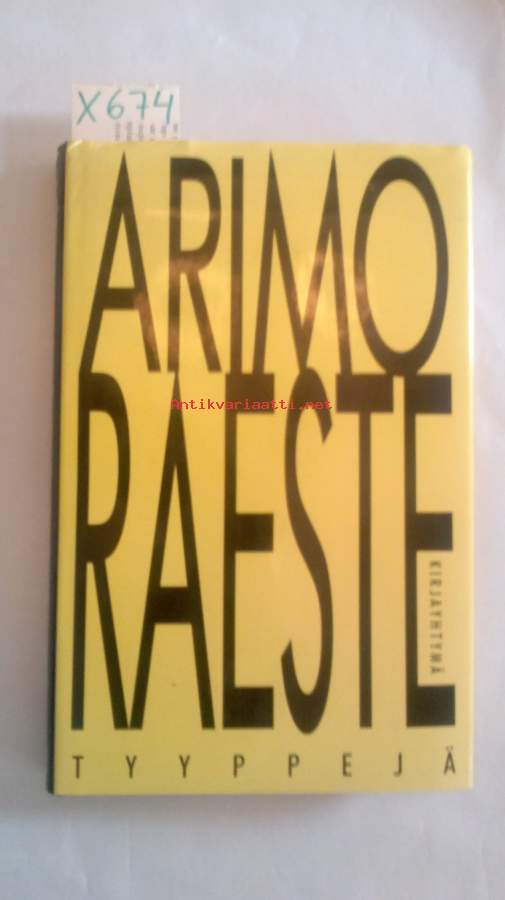 X674
ARIMO
RAESTE
Antikvariaatti.net
KIRJAYHTYMÄ
TYYPPEJÄ